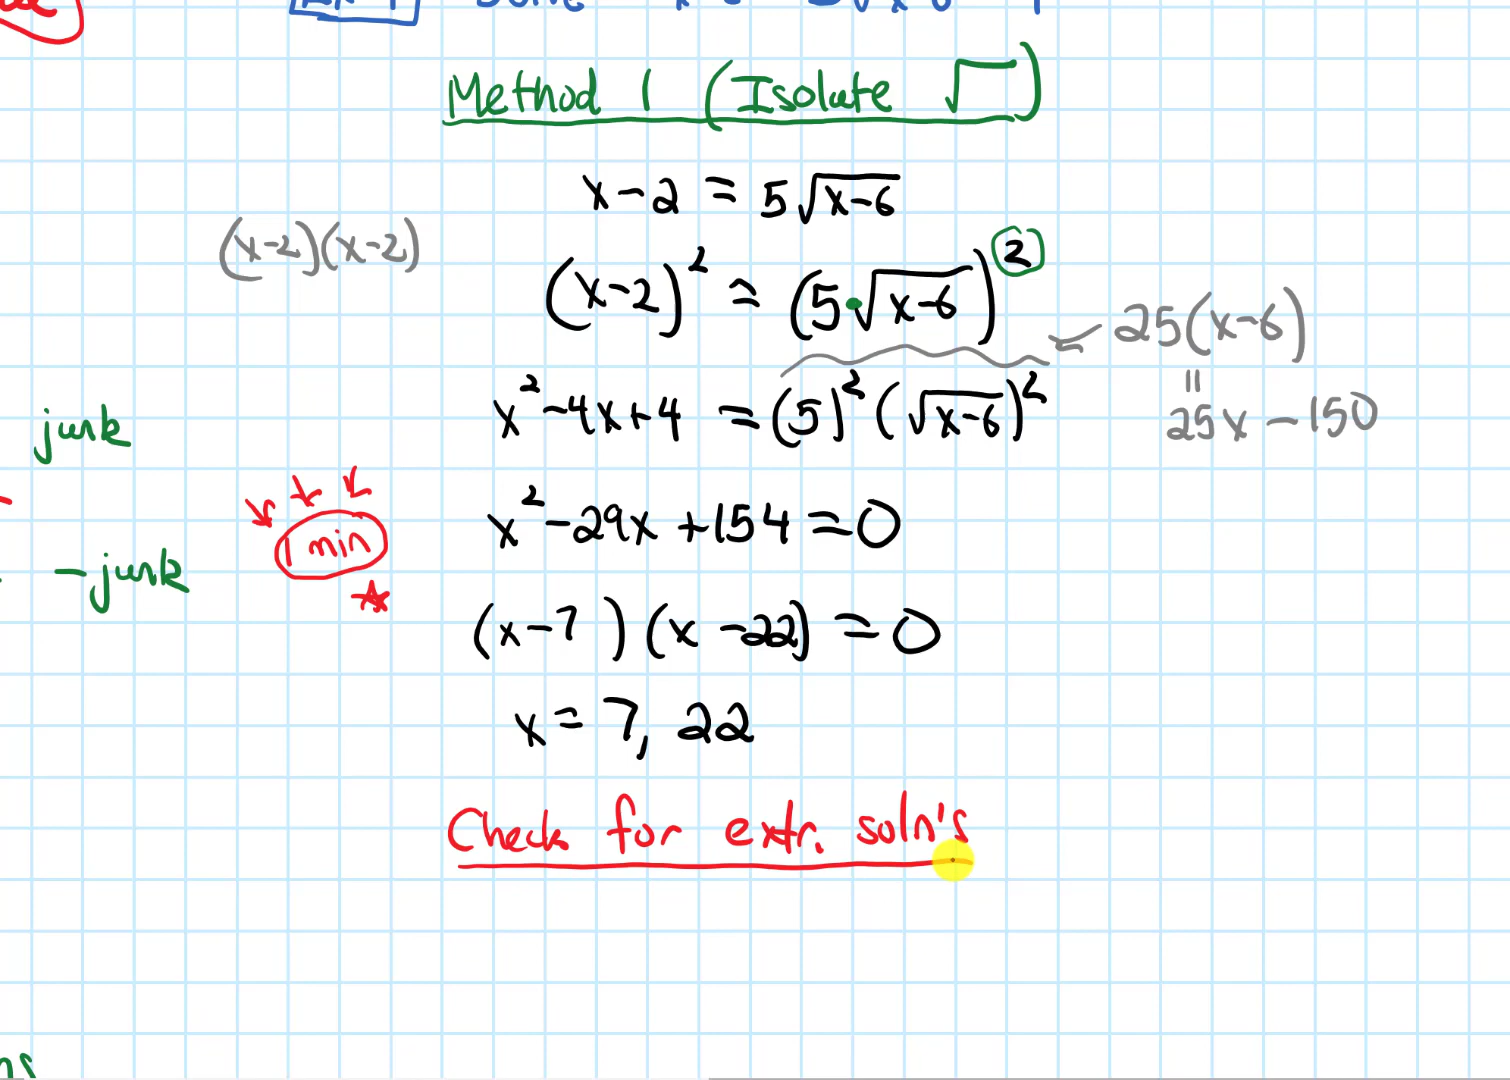 Method 1 (Isolate √ )
x-2 = 5√x-6
(x-2)(x-2)
(x-2)² = (5·√x-6)²
25(x-6)
=
25x - 150
x²-4x+4 = (5)² (√x-6)²
junk
x²-29x +154 = 0
1 min
-junk
(x-7)(x-22) = 0
x = 7, 22
Check for extr. soln's